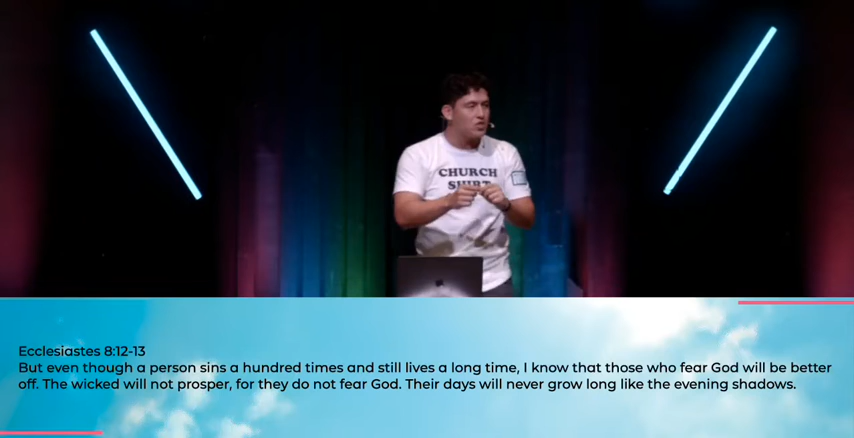 CHURCH
SHIRT
Ecclesiastes 8:12-13
But even though a person sins a hundred times and still lives a long time, I know that those who fear God will be better
off. The wicked will not prosper, for they do not fear God. Their days will never grow long like the evening shadows.